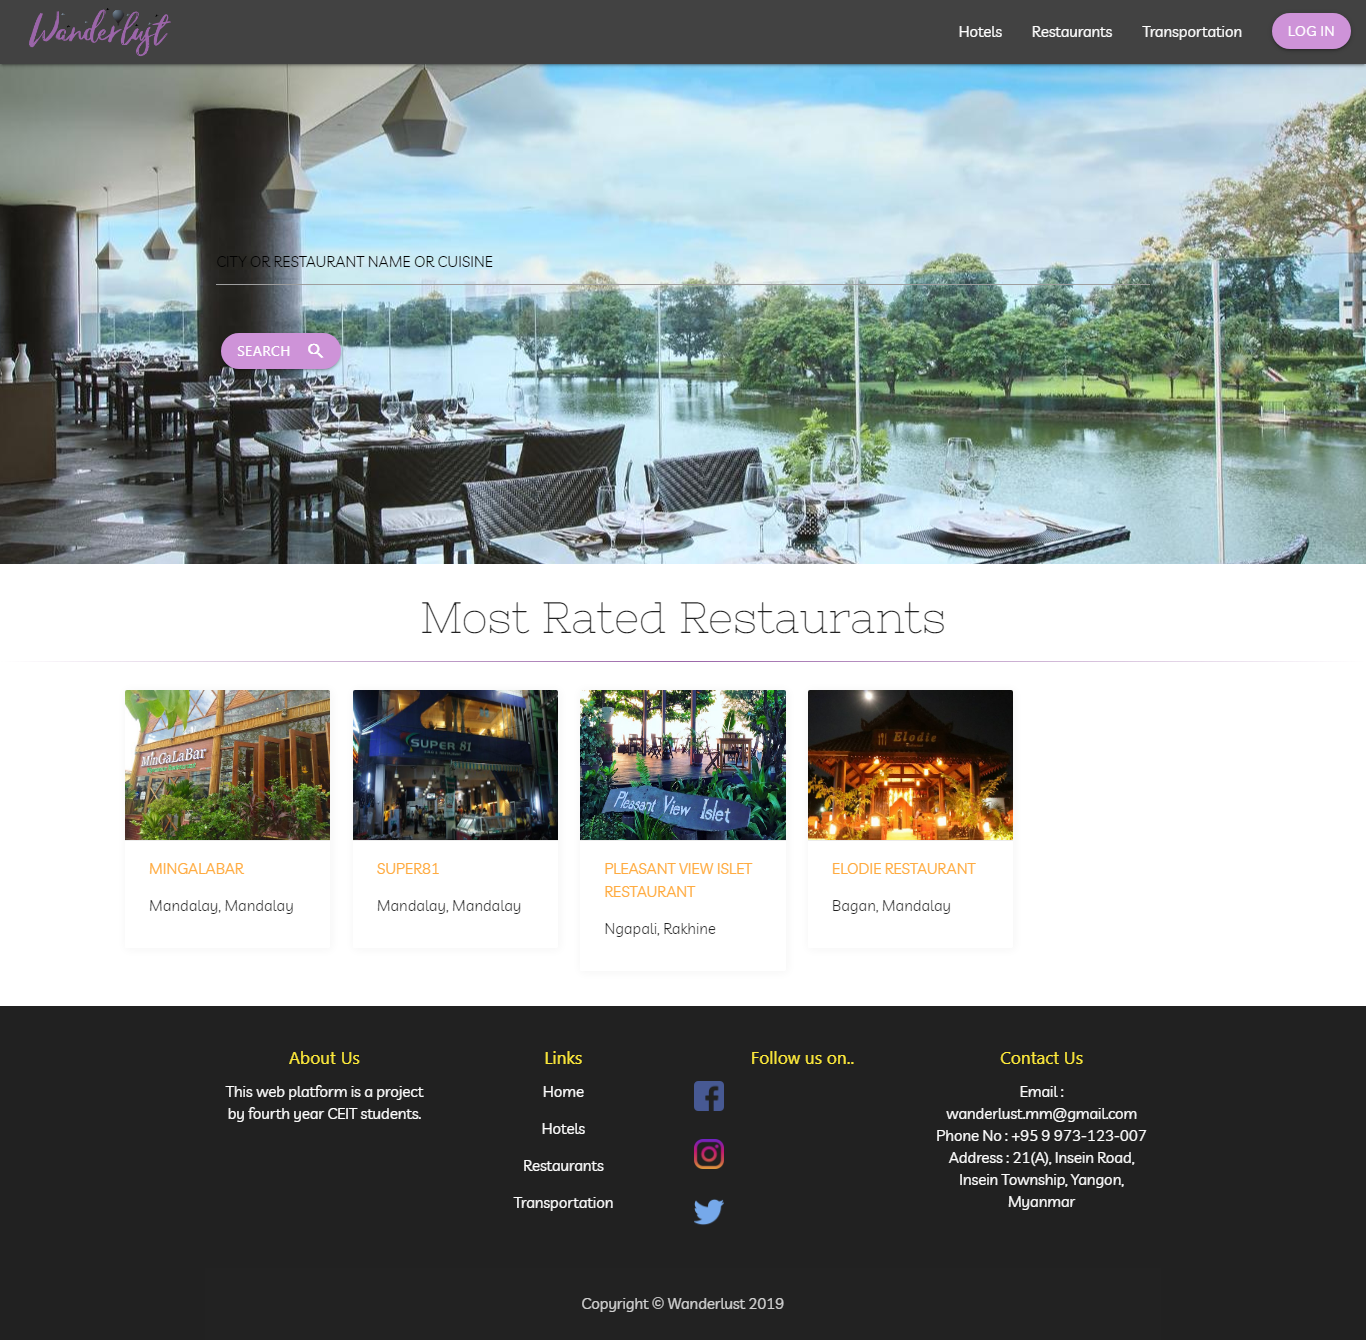 Wanderlust
Hotels
Restaurants
Transportation
LOG IN
CITY OR RESTAURANT NAME OR CUISINE
SEARCH
Most Rated Restaurants
MinGaLaBar
SUPER 81
Pleasant View Islet
Elodie
MINGALABAR
Mandalay, Mandalay
SUPER81
Mandalay, Mandalay
PLEASANT VIEW ISLET
RESTAURANT
Ngapali, Rakhine
ELODIE RESTAURANT
Bagan, Mandalay
About Us
This web platform is a project
by fourth year CEIT students.
Links
Home
Hotels
Restaurants
Transportation
Follow us on..
Contact Us
Email :
wanderlust.mm@gmail.com
Phone No : +95 9 973-123-007
Address : 21(A), Insein Road,
Insein Township, Yangon,
Myanmar
Copyright © Wanderlust 2019